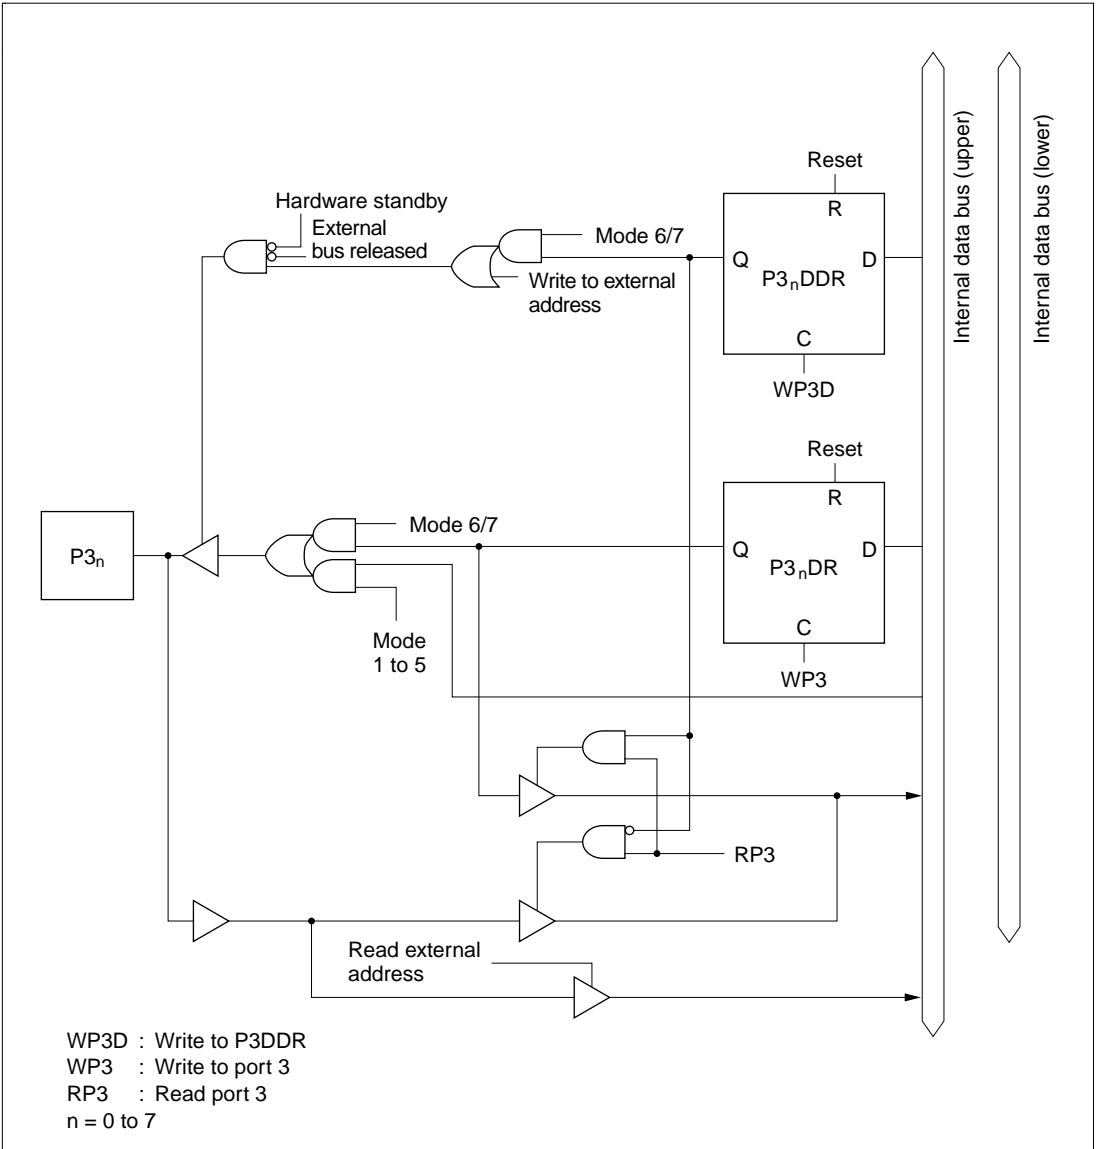 Reset
R
Hardware standby
External
bus released
Mode 6/7
Write to external
address
Q
D
P3nDDR
C
WP3D
Internal data bus (upper)
Internal data bus (lower)
Reset
R
Mode 6/7
P3n
Q
D
P3nDR
C
WP3
Mode
1 to 5
RP3
Read external
address
WP3D : Write to P3DDR
WP3 : Write to port 3
RP3 : Read port 3
n = 0 to 7